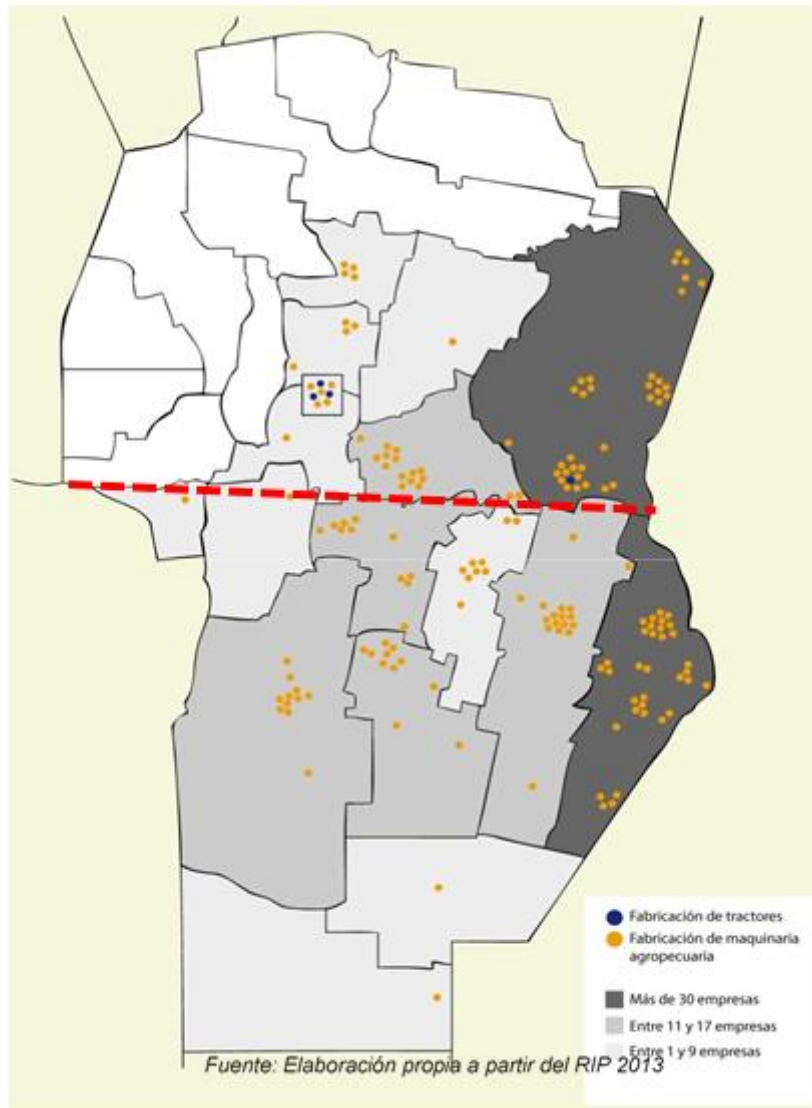 Fabricación de tractores
Fabricación de maquinaria
agropecuaria
Más de 30 empresas
Entre 11 y 17 empresas
Entre 1 y 9 empresas
Fuente: Elaboración propia a partir del RIP 2013